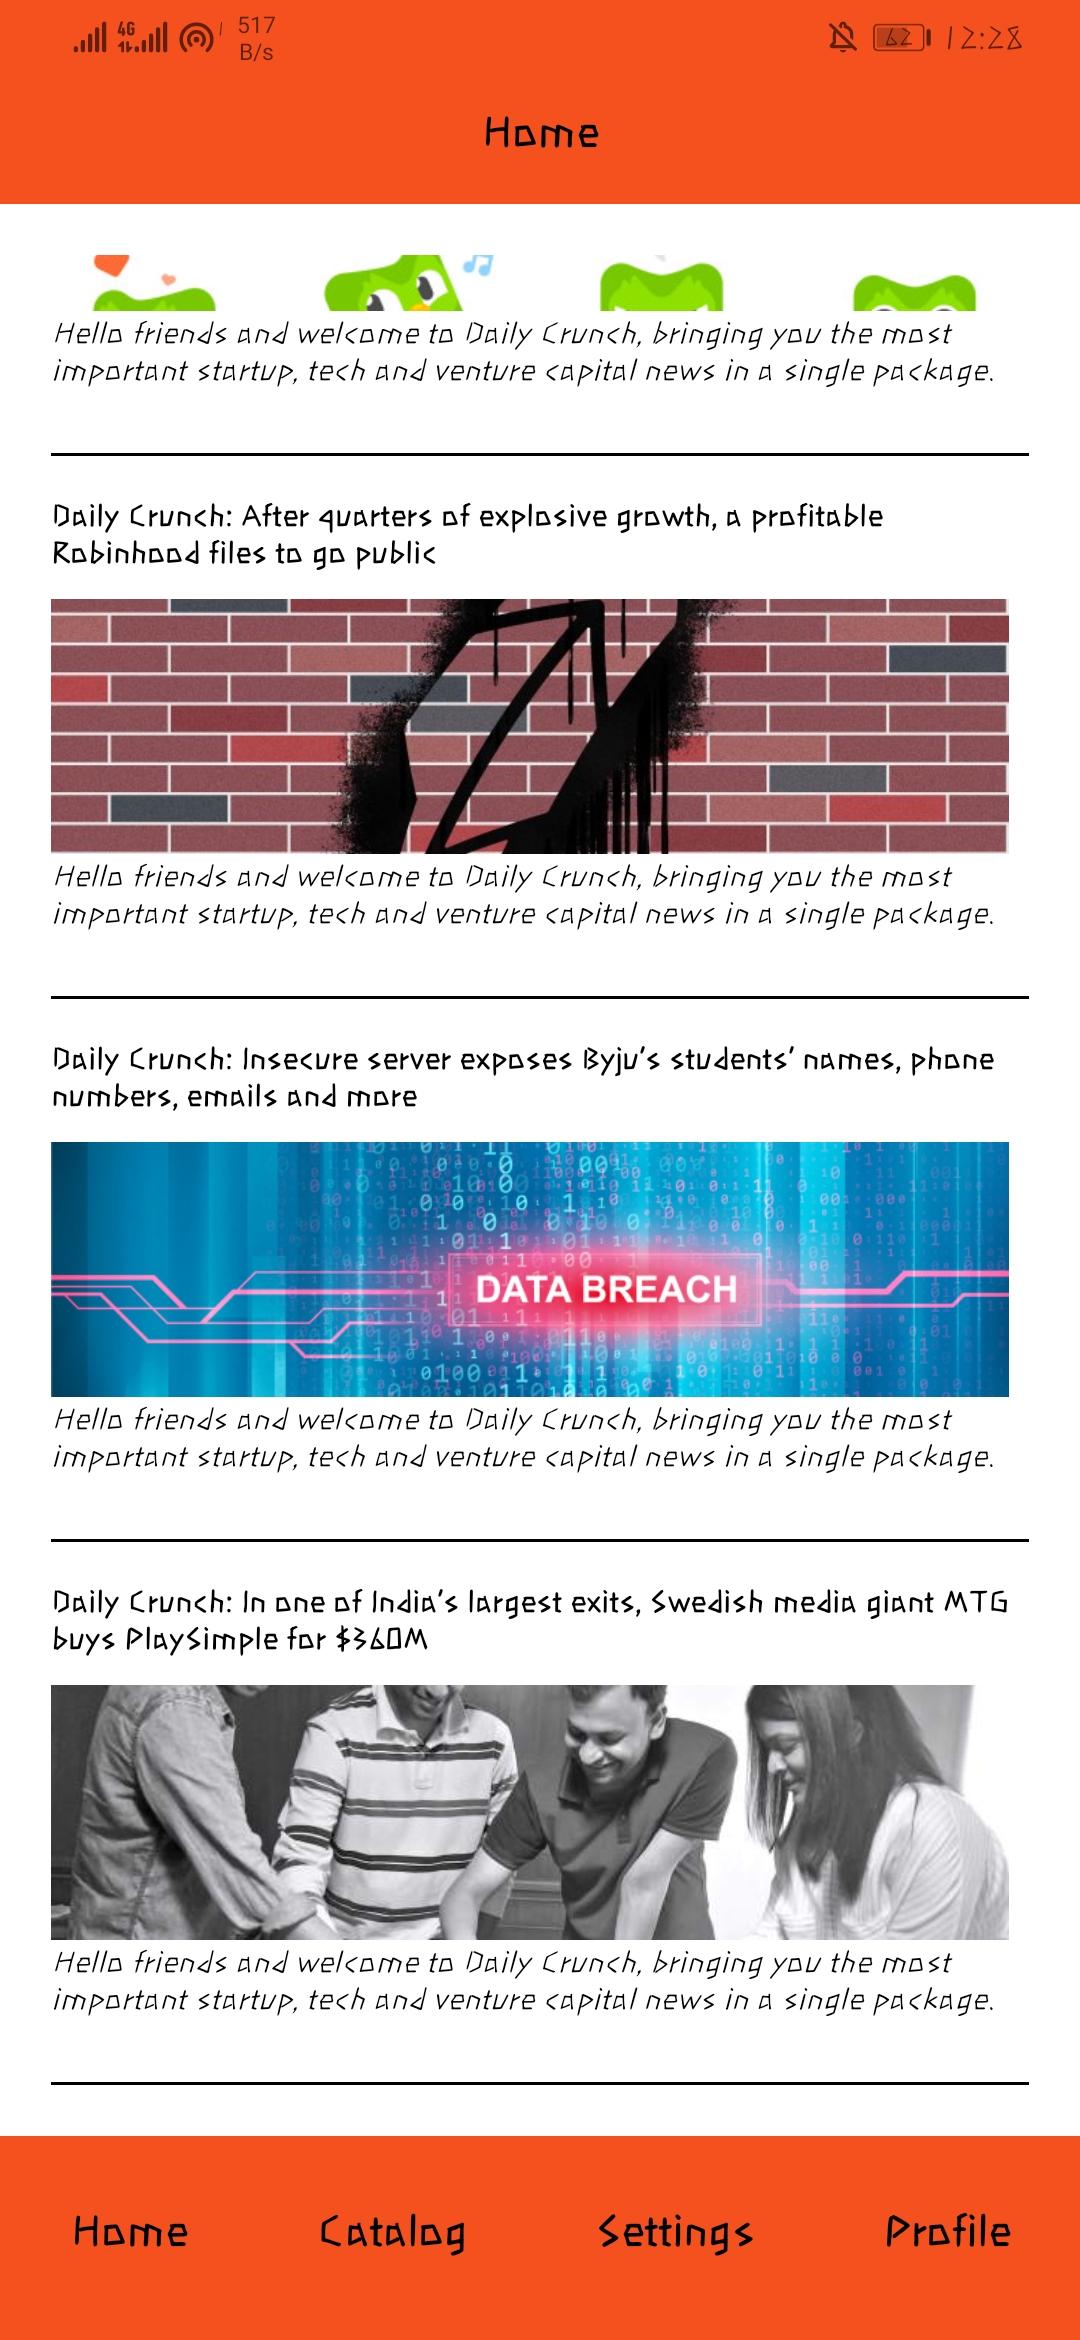 4G
517
B/s
62
12:28
Home
Hello friends and welcome to Daily Crunch, bringing you the most
important startup, tech and venture capital news in a single package.
Daily Crunch: After quarters of explosive growth, a profitable
Robinhood files to go public
Hello friends and welcome to Daily Crunch, bringing you the most
important startup, tech and venture capital news in a single package.
Daily Crunch: Insecure server exposes Byju's students' names, phone
numbers, emails and more
DATA BREACH
Hello friends and welcome to Daily Crunch, bringing you the most
important startup, tech and venture capital news in a single package.
Daily Crunch: In one of India's largest exits, Swedish media giant MTG
buys PlaySimple for $360M
Hello friends and welcome to Daily Crunch, bringing you the most
important startup, tech and venture capital news in a single package.
Home Catalog Settings Profile